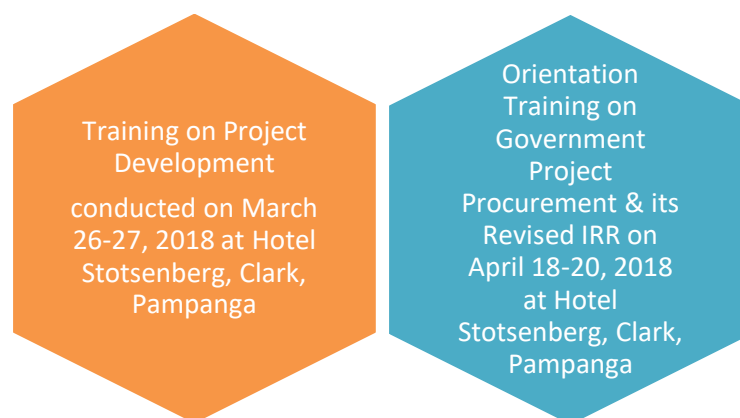 Training on Project
Development
conducted on March
26-27, 2018 at Hotel
Stotsenberg, Clark,
Pampanga
Orientation
Training on
Government
Project
Procurement & its
Revised IRR on
April 18-20, 2018
at Hotel
Stotsenberg, Clark,
Pampanga